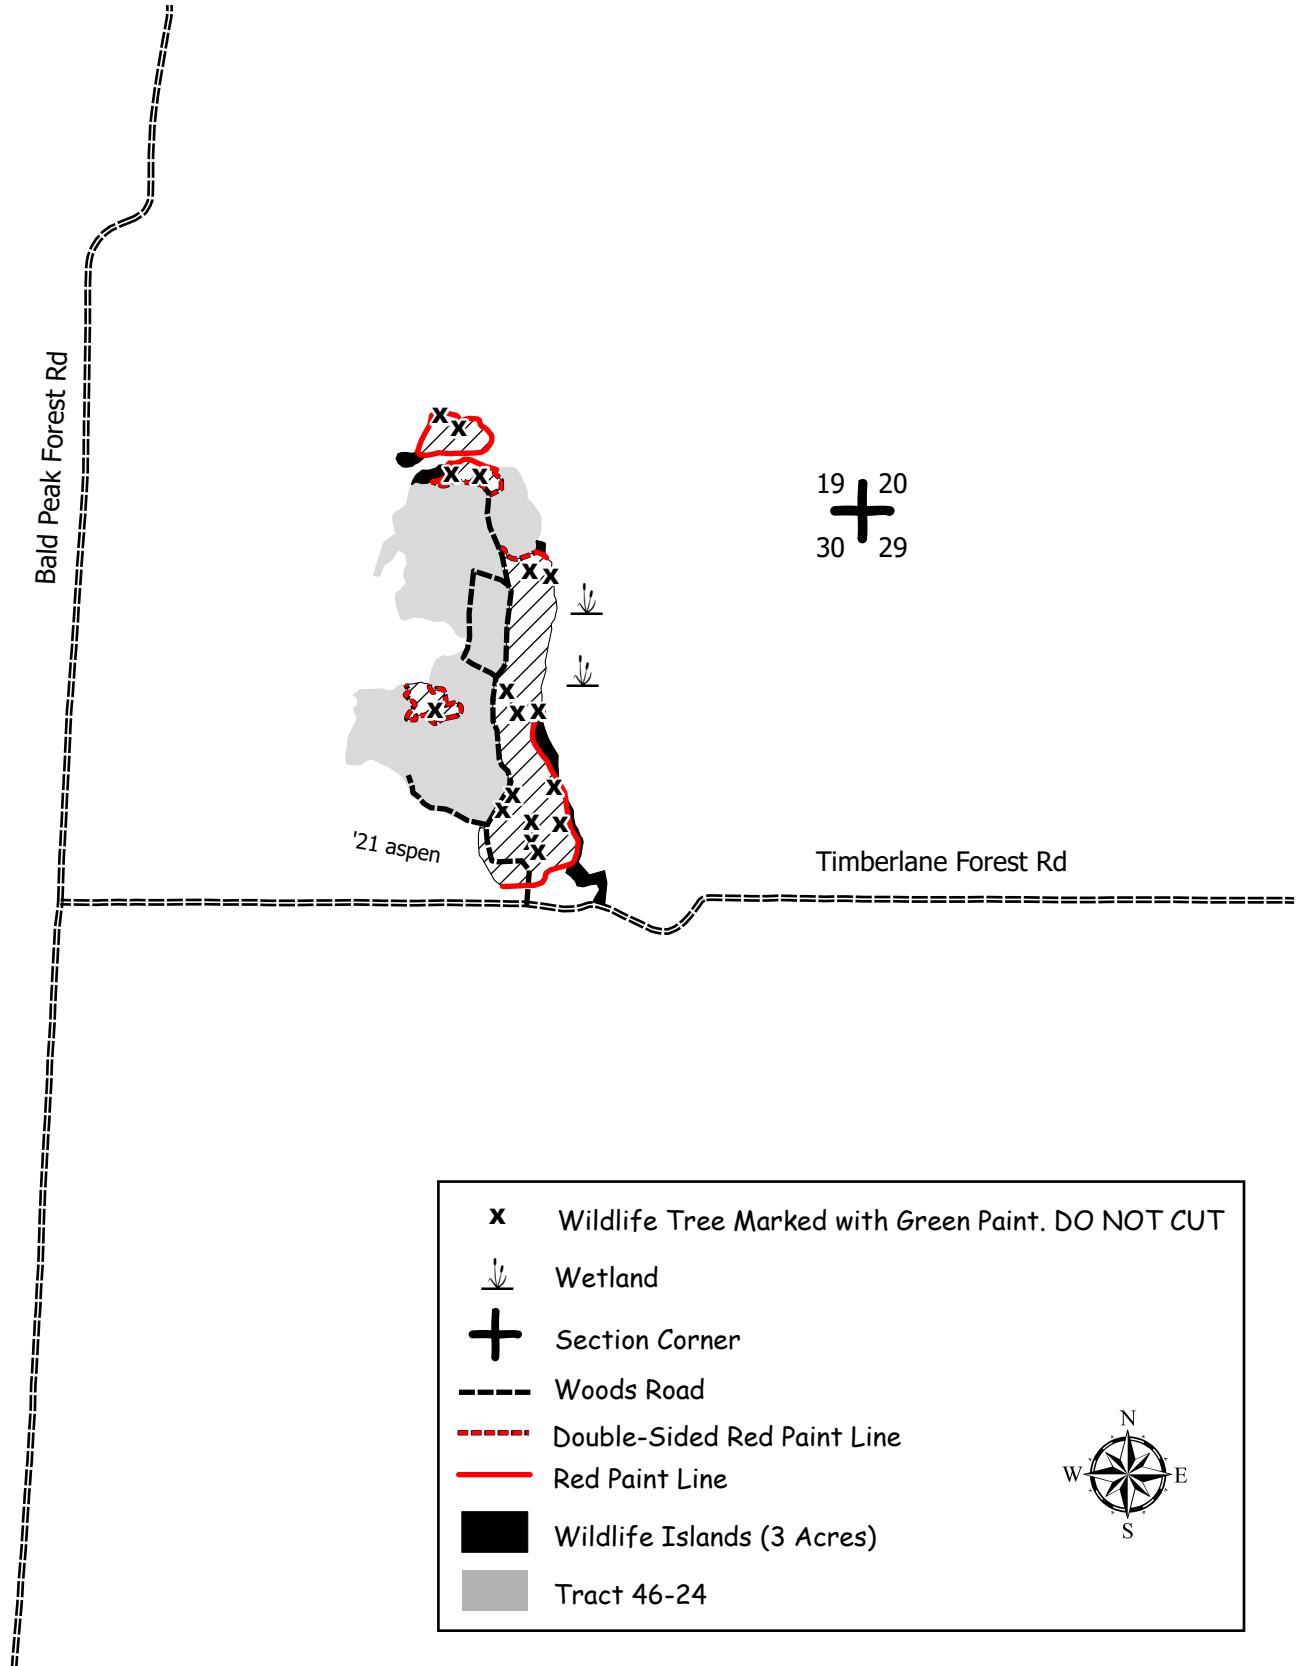 Bald Peak Forest Rd
X
X
X
X
19 20
30 29
X
X
X
X
X
X
X
X
X
X
X
X
X
X
'21 aspen
Timberlane Forest Rd
X Wildlife Tree Marked with Green Paint. DO NOT CUT
Wetland
Section Corner
Woods Road
Double-Sided Red Paint Line
Red Paint Line
Wildlife Islands (3 Acres)
Tract 46-24
N
W E
S